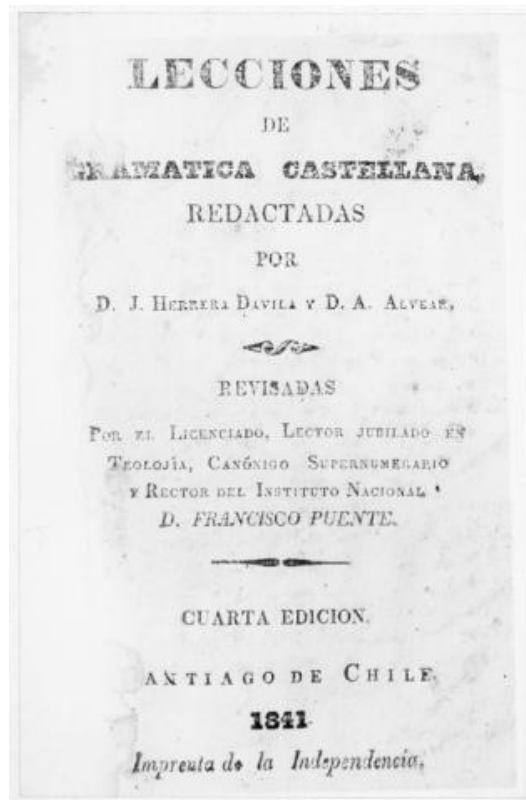 LECCIONES
DE
GRAMATICA CASTELLANA,
REDACTADAS
POR
D. J. HERRERA DAVILA Y D. A. ALVEAR,
REVISADAS
POR EL LICENCIADO, LECTOR JUBILADO EN
TEOLOJÍA, CANÓNIGO SUPERNUMERARIO
Y RECTOR DEL INSTITUTO NACIONAL
D. FRANCISCO PUENTE.
CUARTA EDICION.
ANTIAGO DE CHILE.
1841
Imprenta de la Independencia.